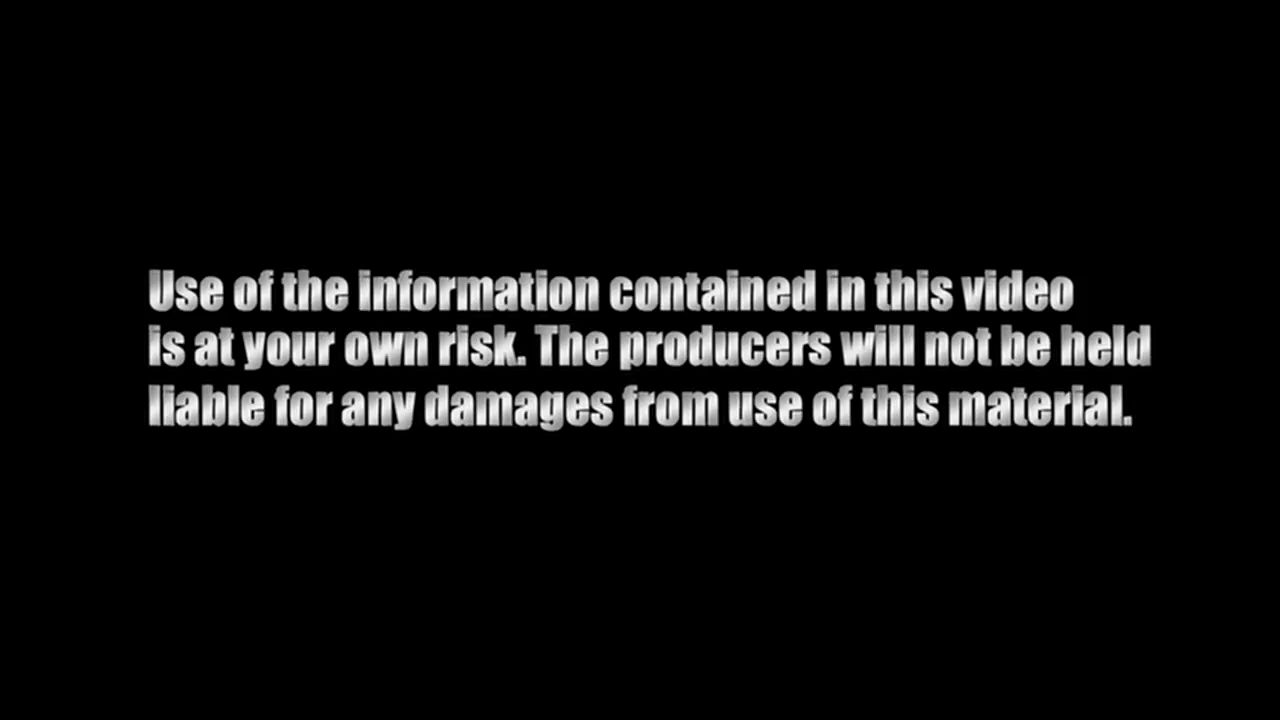 Use of the information contained in this video
is at your own risk. The producers will not be held
liable for any damages from use of this material.